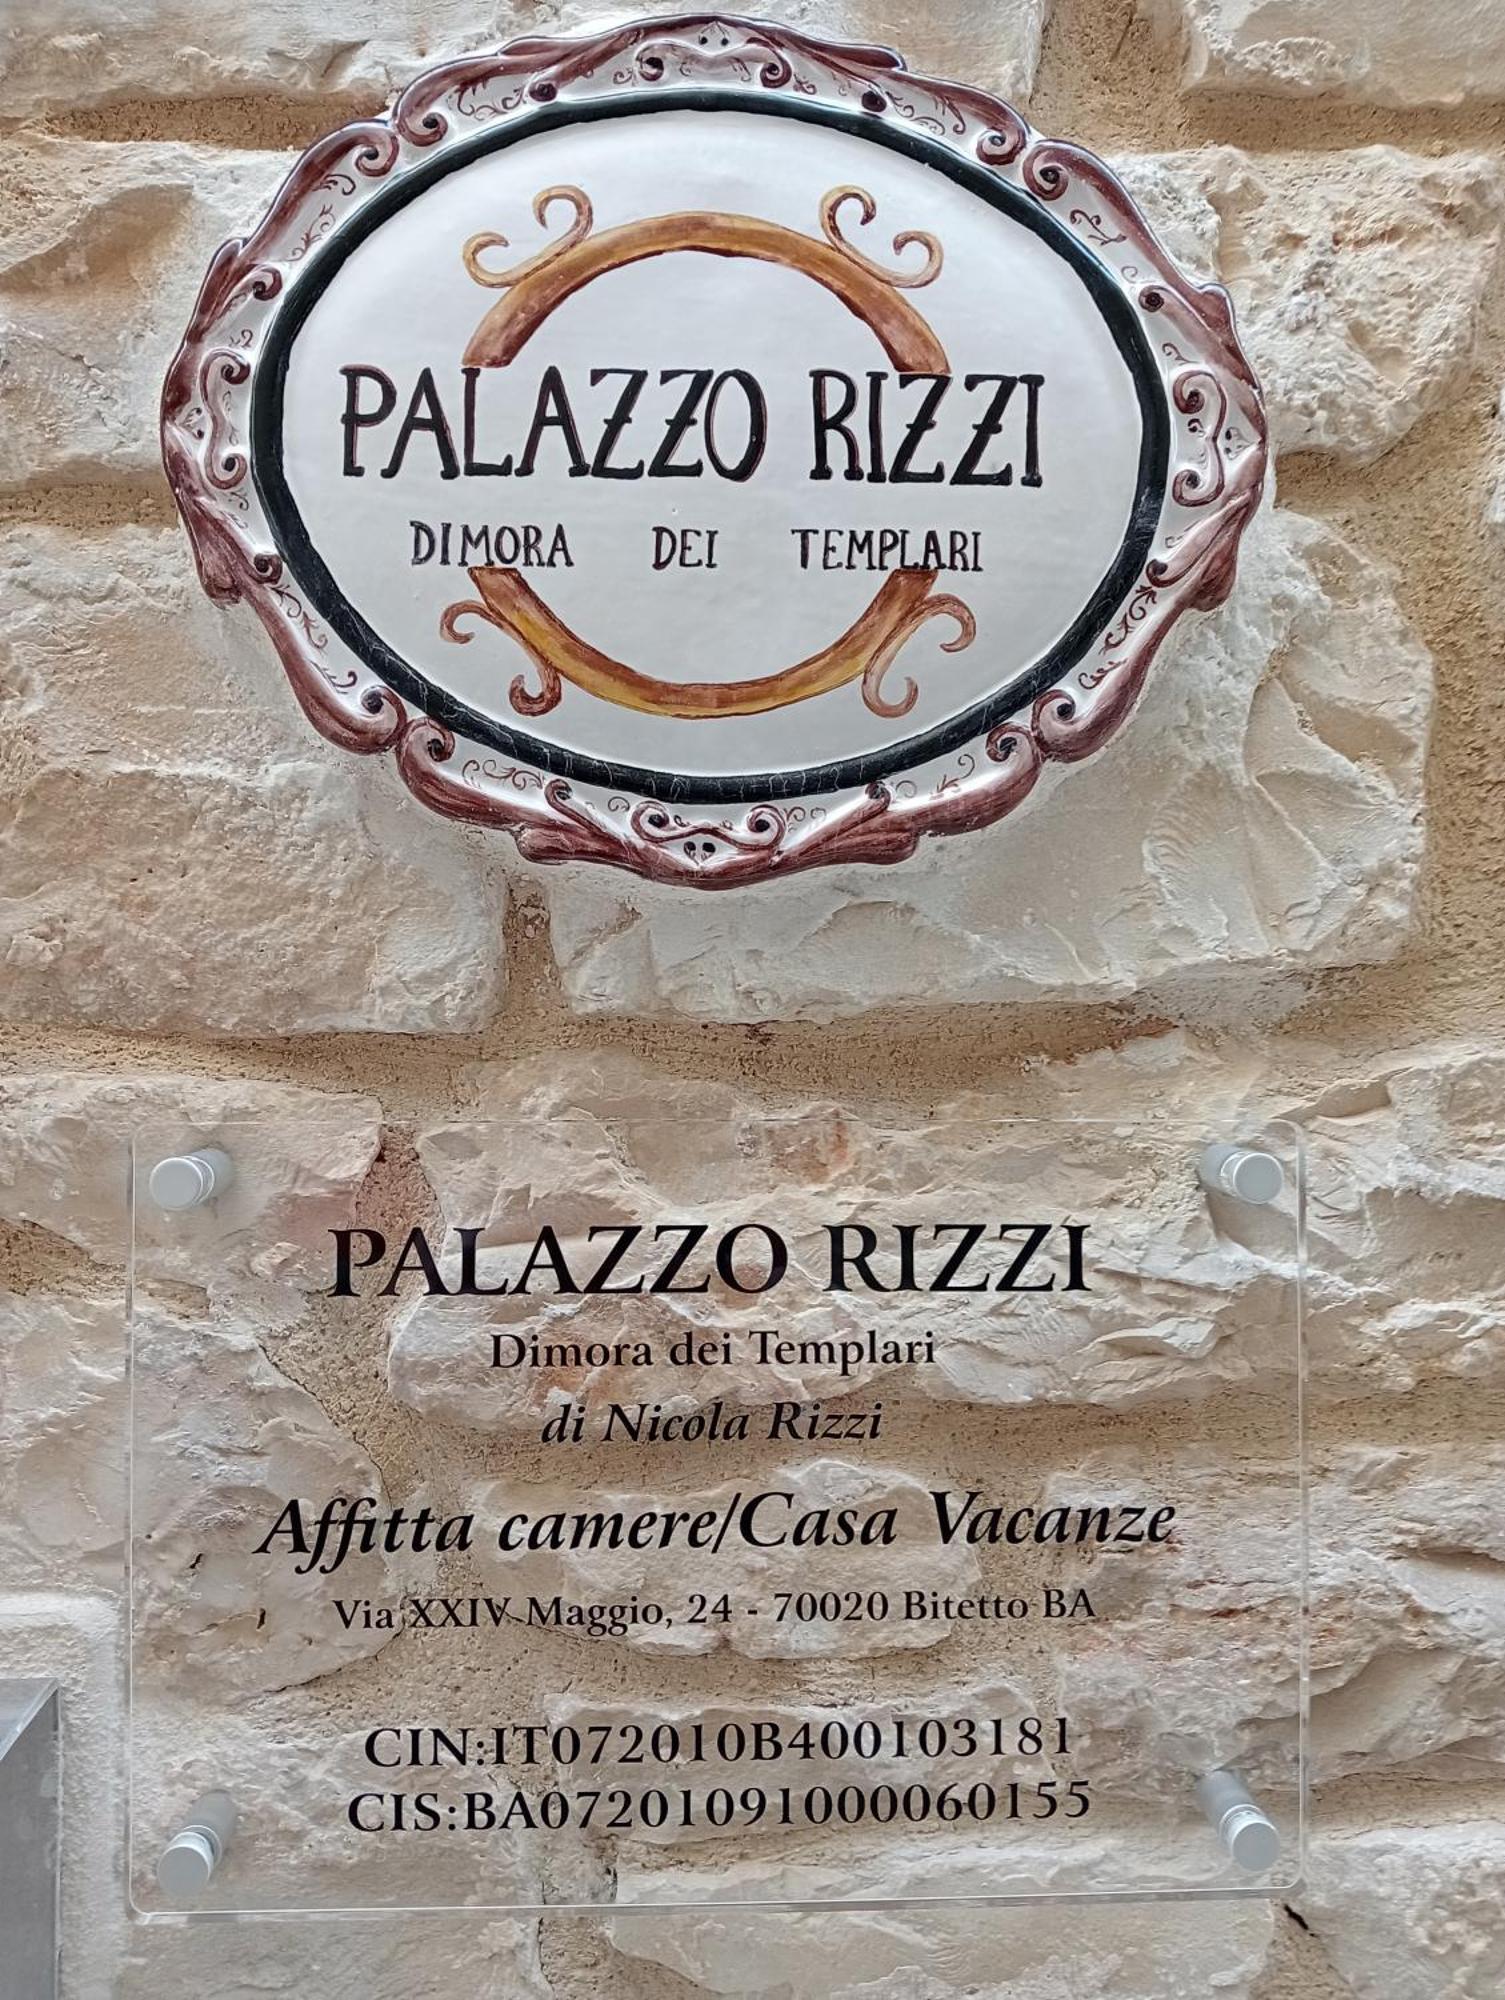 PALAZZO RIZZI
DIMORA DEI TEMPLARI
PALAZZO RIZZI
Dimora dei Templari
di Nicola Rizzi
Affitta camere/Casa Vacanze
Via XXIV Maggio, 24 - 70020 Bitetto BA
CIN:IT072010B400103181
CIS:BA07201091000060155